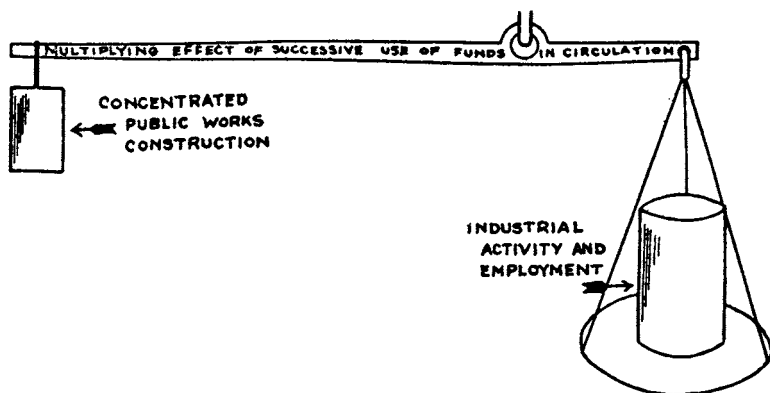 MULTIPLYING EFFECT OF SUCCESSIVE USE OF FUNDS IN CIRCULATION
CONCENTRATED
PUBLIC WORKS
CONSTRUCTION
INDUSTRIAL
ACTIVITY AND
EMPLOYMENT